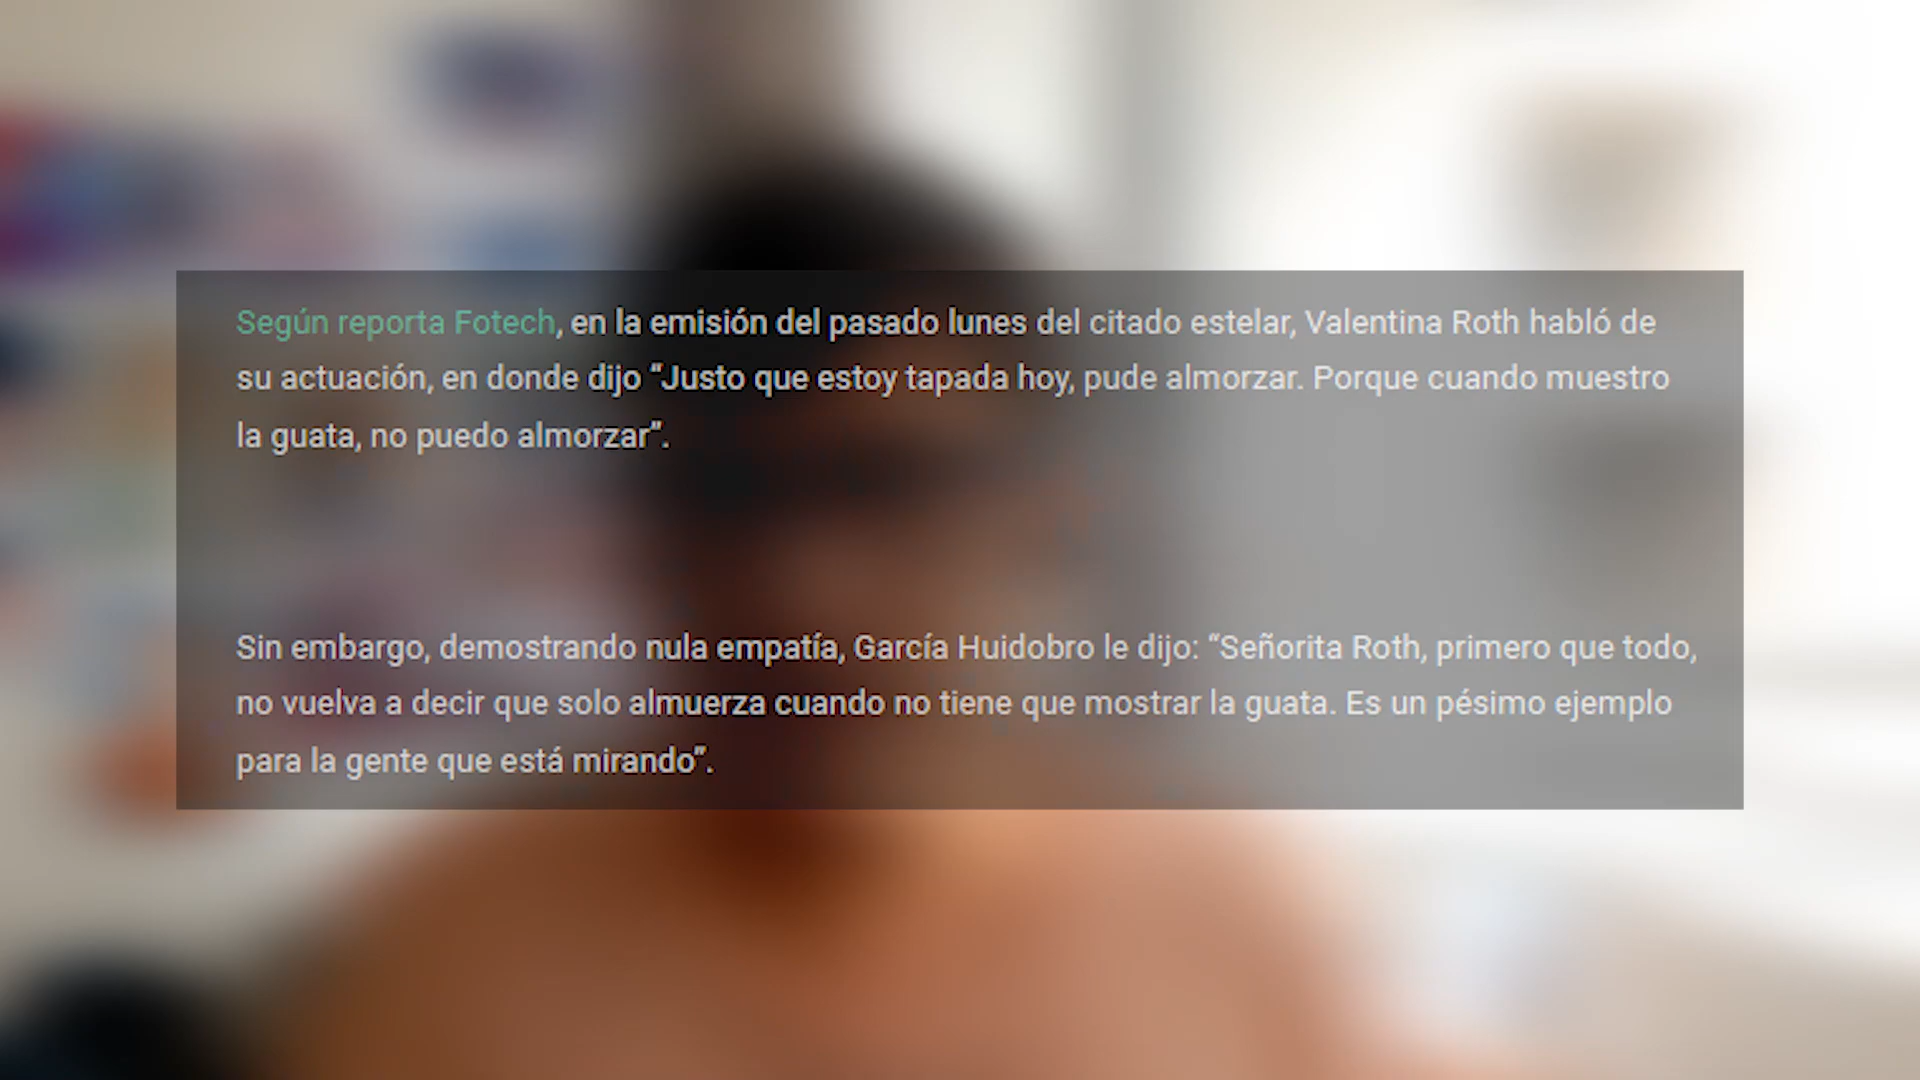 Según reporta Fotech, en la emisión del pasado lunes del citado estelar, Valentina Roth habló de
su actuación, en donde dijo “Justo que estoy tapada hoy, pude almorzar. Porque cuando muestro
la guata, no puedo almorzar”.
Sin embargo, demostrando nula empatía, García Huidobro le dijo: “Señorita Roth, primero que todo,
no vuelva a decir que solo almuerza cuando no tiene que mostrar la guata. Es un pésimo ejemplo
para la gente que está mirando”.